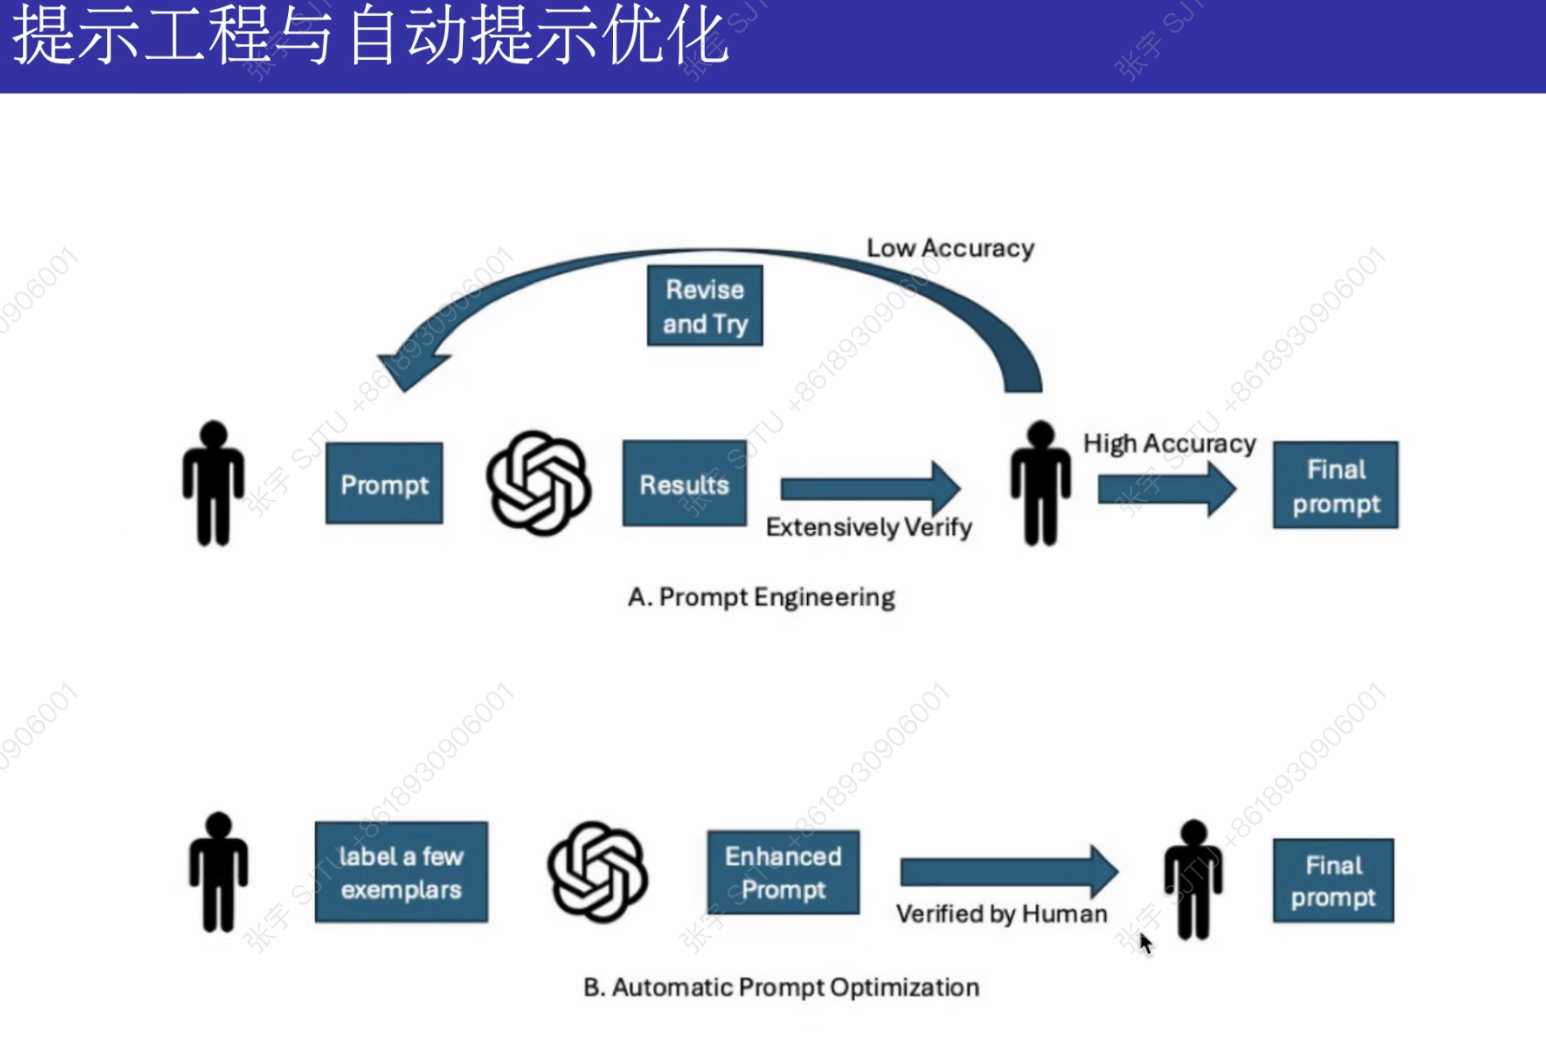 提示工程与自动提示优化
Low Accuracy
Revise
and Try
Prompt
Results
Extensively Verify
High Accuracy
Final
prompt
A. Prompt Engineering
label a few
exemplars
Enhanced
Prompt
Verified by Human
Final
prompt
B. Automatic Prompt Optimization
张宇 SJTU +8618930906001